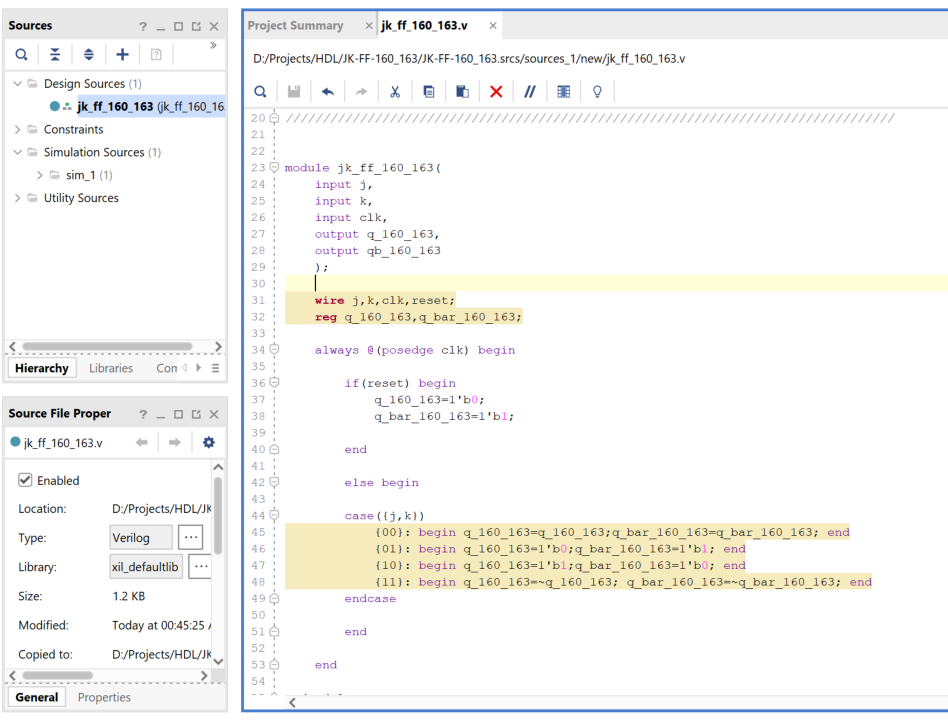 Sources
Design Sources (1)
jk_ff_160_163 (jk_ff_160_16
Constraints
Simulation Sources (1)
sim_1 (1)
Utility Sources
Hierarchy Libraries Con
Source File Proper
jk_ff_160_163.v
Enabled
Location: D:/Projects/HDL/JK
Type: Verilog ...
Library: xil_defaultlib ...
Size: 1.2 KB
Modified: Today at 00:45:25
Copied to: D:/Projects/HDL/JK
General Properties
Project Summary × jk_ff_160_163.v ×
D:/Projects/HDL/JK-FF-160_163/JK-FF-160_163.srcs/sources_1/new/jk_ff_160_163.v
20 //////////////////////////////////////////////////////////////////////////////////
21
22
23 module jk_ff_160_163(
24 input j,
25 input k,
26 input clk,
27 output q_160_163,
28 output qb_160_163
29 );
30
31 wire j,k,clk,reset;
32 reg q_160_163,q_bar_160_163;
33
34 always @(posedge clk) begin
35
36 if(reset) begin
37 q_160_163=1'b0;
38 q_bar_160_163=1'b1;
39
40 end
41
42 else begin
43
44 case({j,k})
45 {00}: begin q_160_163=q_160_163;q_bar_160_163=q_bar_160_163; end
46 {01}: begin q_160_163=1'b0;q_bar_160_163=1'b1; end
47 {10}: begin q_160_163=1'b1;q_bar_160_163=1'b0; end
48 {11}: begin q_160_163=~q_160_163; q_bar_160_163=~q_bar_160_163; end
49 endcase
50
51 end
52
53 end
54